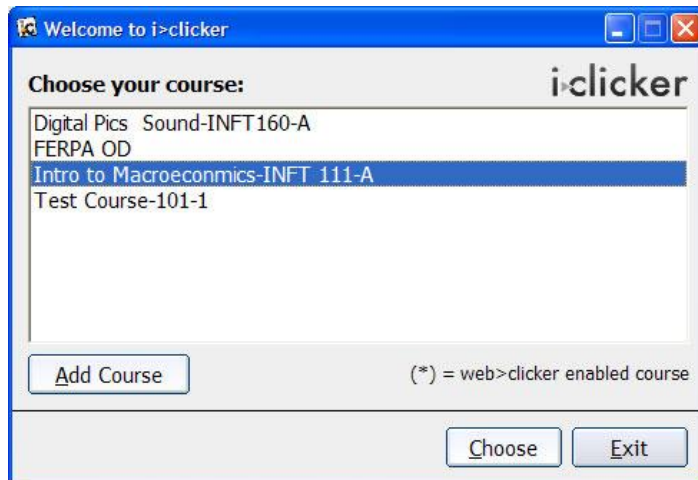 Welcome to i>clicker
Choose your course:
i>clicker
Digital Pics Sound-INFT160-A
FERPA OD
Intro to Macroeconmics-INFT 111-A
Test Course-101-1
Add Course
(*) = web>clicker enabled course
Choose
Exit